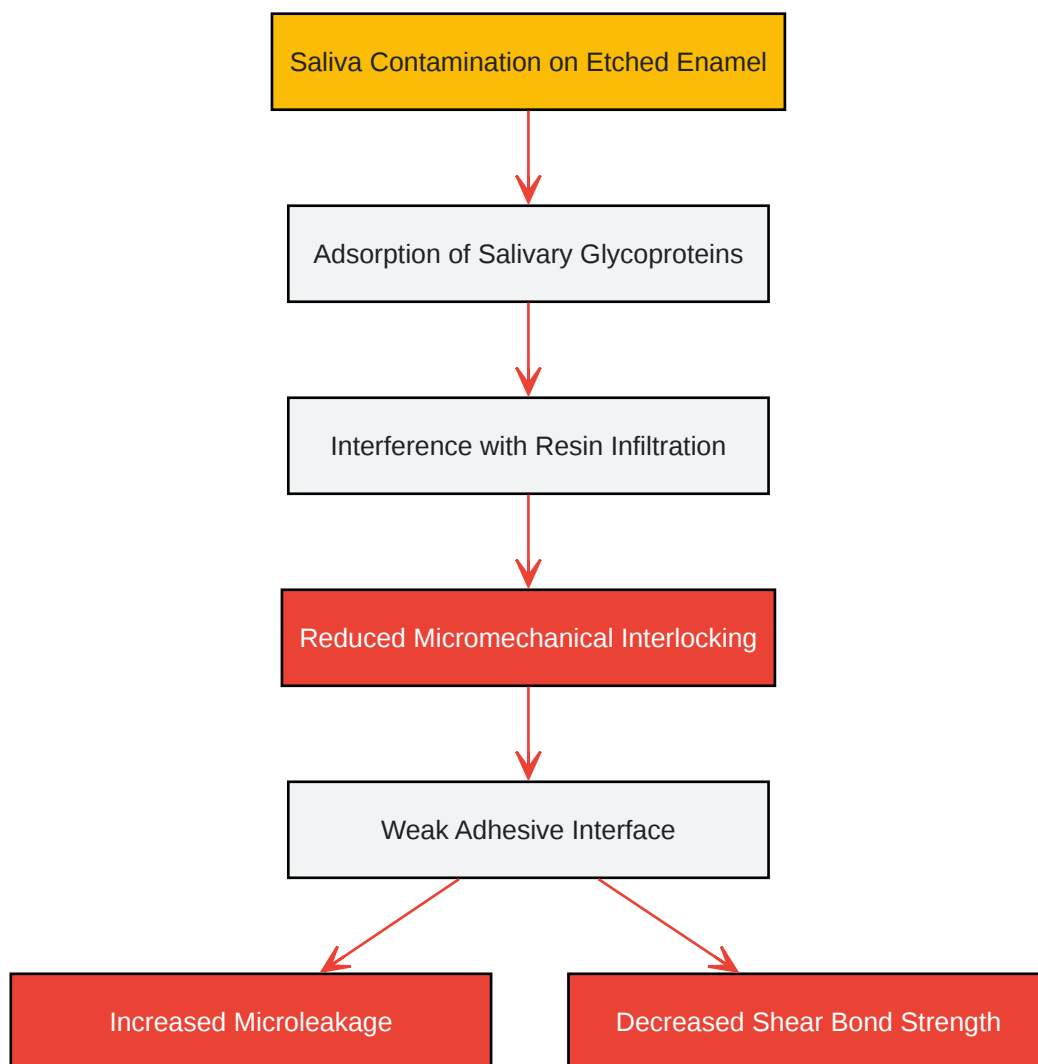 Saliva Contamination on Etched Enamel
Adsorption of Salivary Glycoproteins
Interference with Resin Infiltration
Reduced Micromechanical Interlocking
Weak Adhesive Interface
Increased Microleakage
Decreased Shear Bond Strength